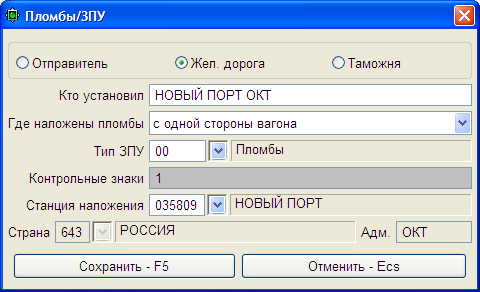 Пломбы/ЗПУ
Отправитель Жел. дорога Таможня
Кто установил НОВЫЙ ПОРТ ОКТ
Где наложены пломбы с одной стороны вагона
Тип ЗПУ 00 Пломбы
Контрольные знаки 1
Станция наложения 035809 НОВЫЙ ПОРТ
Страна 643 РОССИЯ Адм. ОКТ
Сохранить - F5 Отменить - Ecs